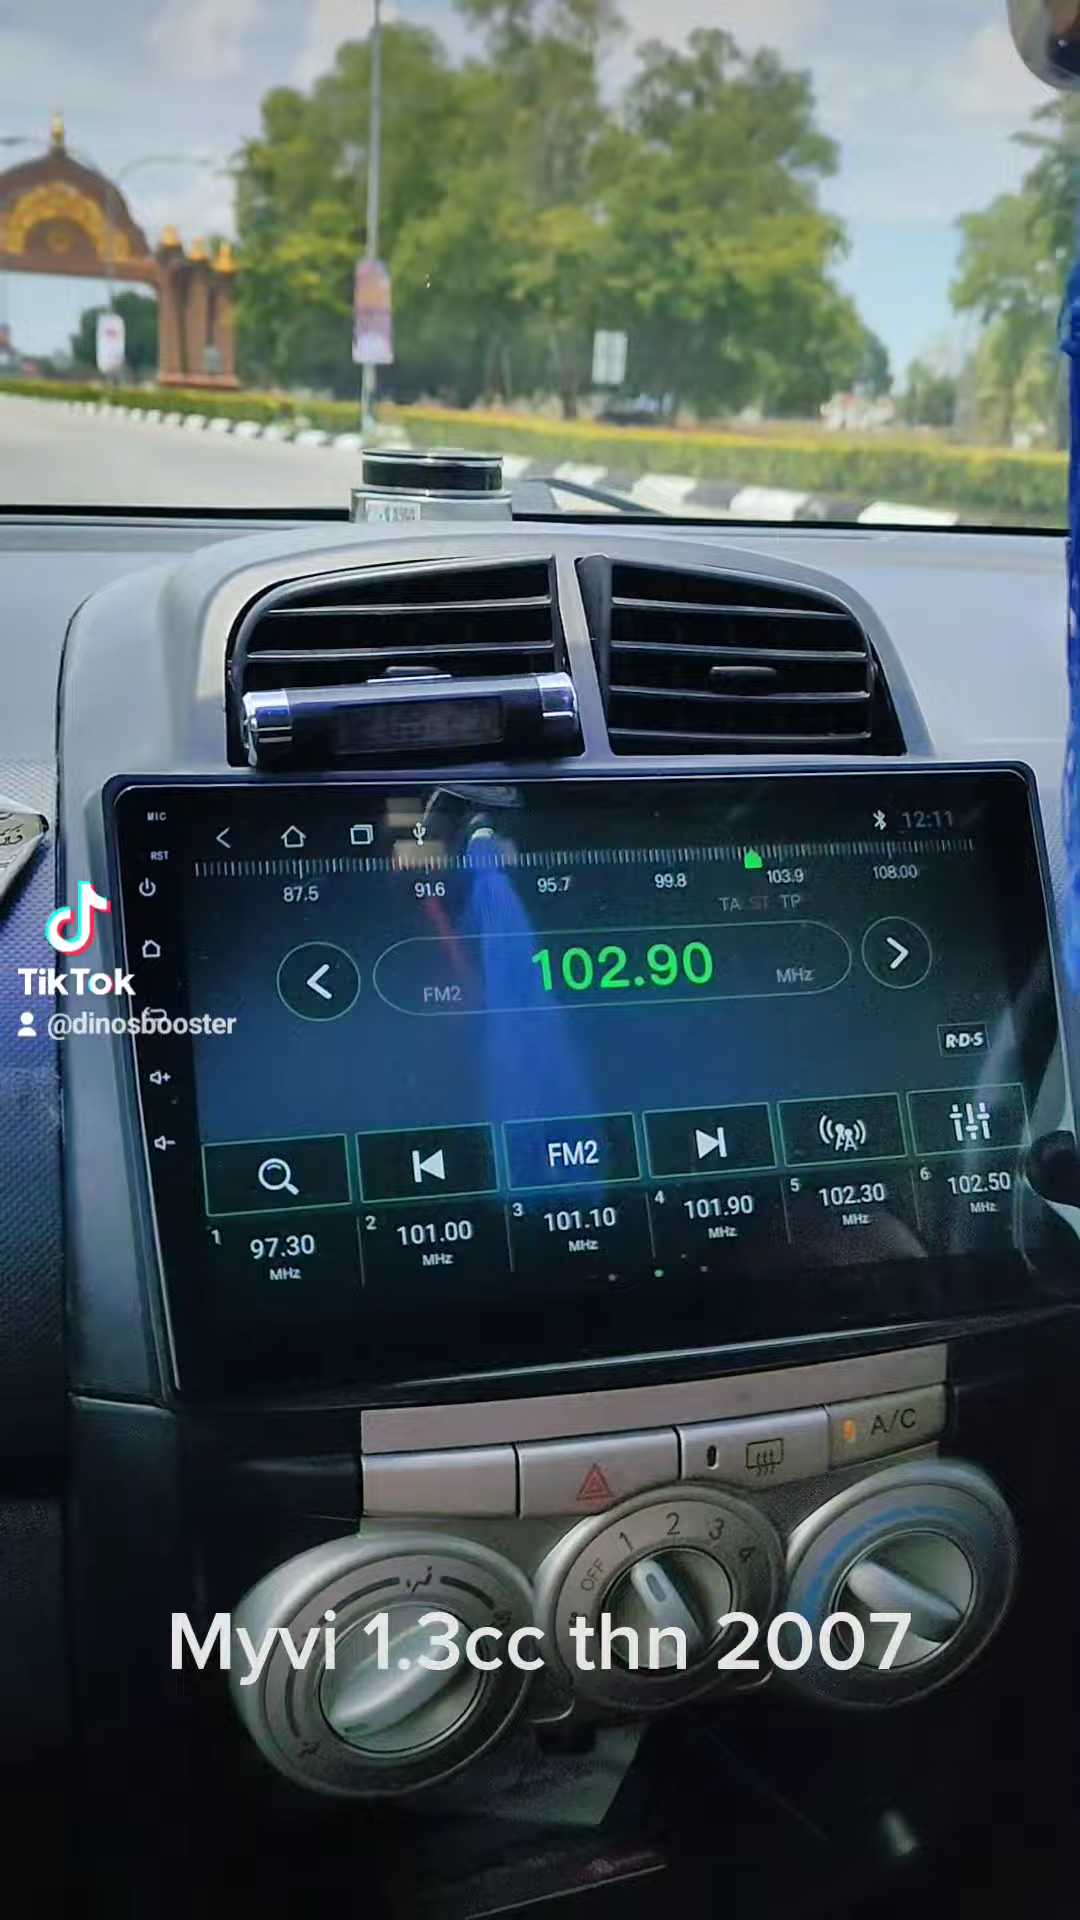 MIC
RST
12:11
87.5
91.6
95.7
99.8
103.9
108.00
TA ST TP
FM2
102.90
MHz
TikTok
@dinosbooster
R·D·S
FM2
1 97.30 MHz
2 101.00 MHz
3 101.10 MHz
4 101.90 MHz
5 102.30 MHz
6 102.50 MHz
A/C
OFF 1 2 3 4
Myvi 1.3cc thn 2007